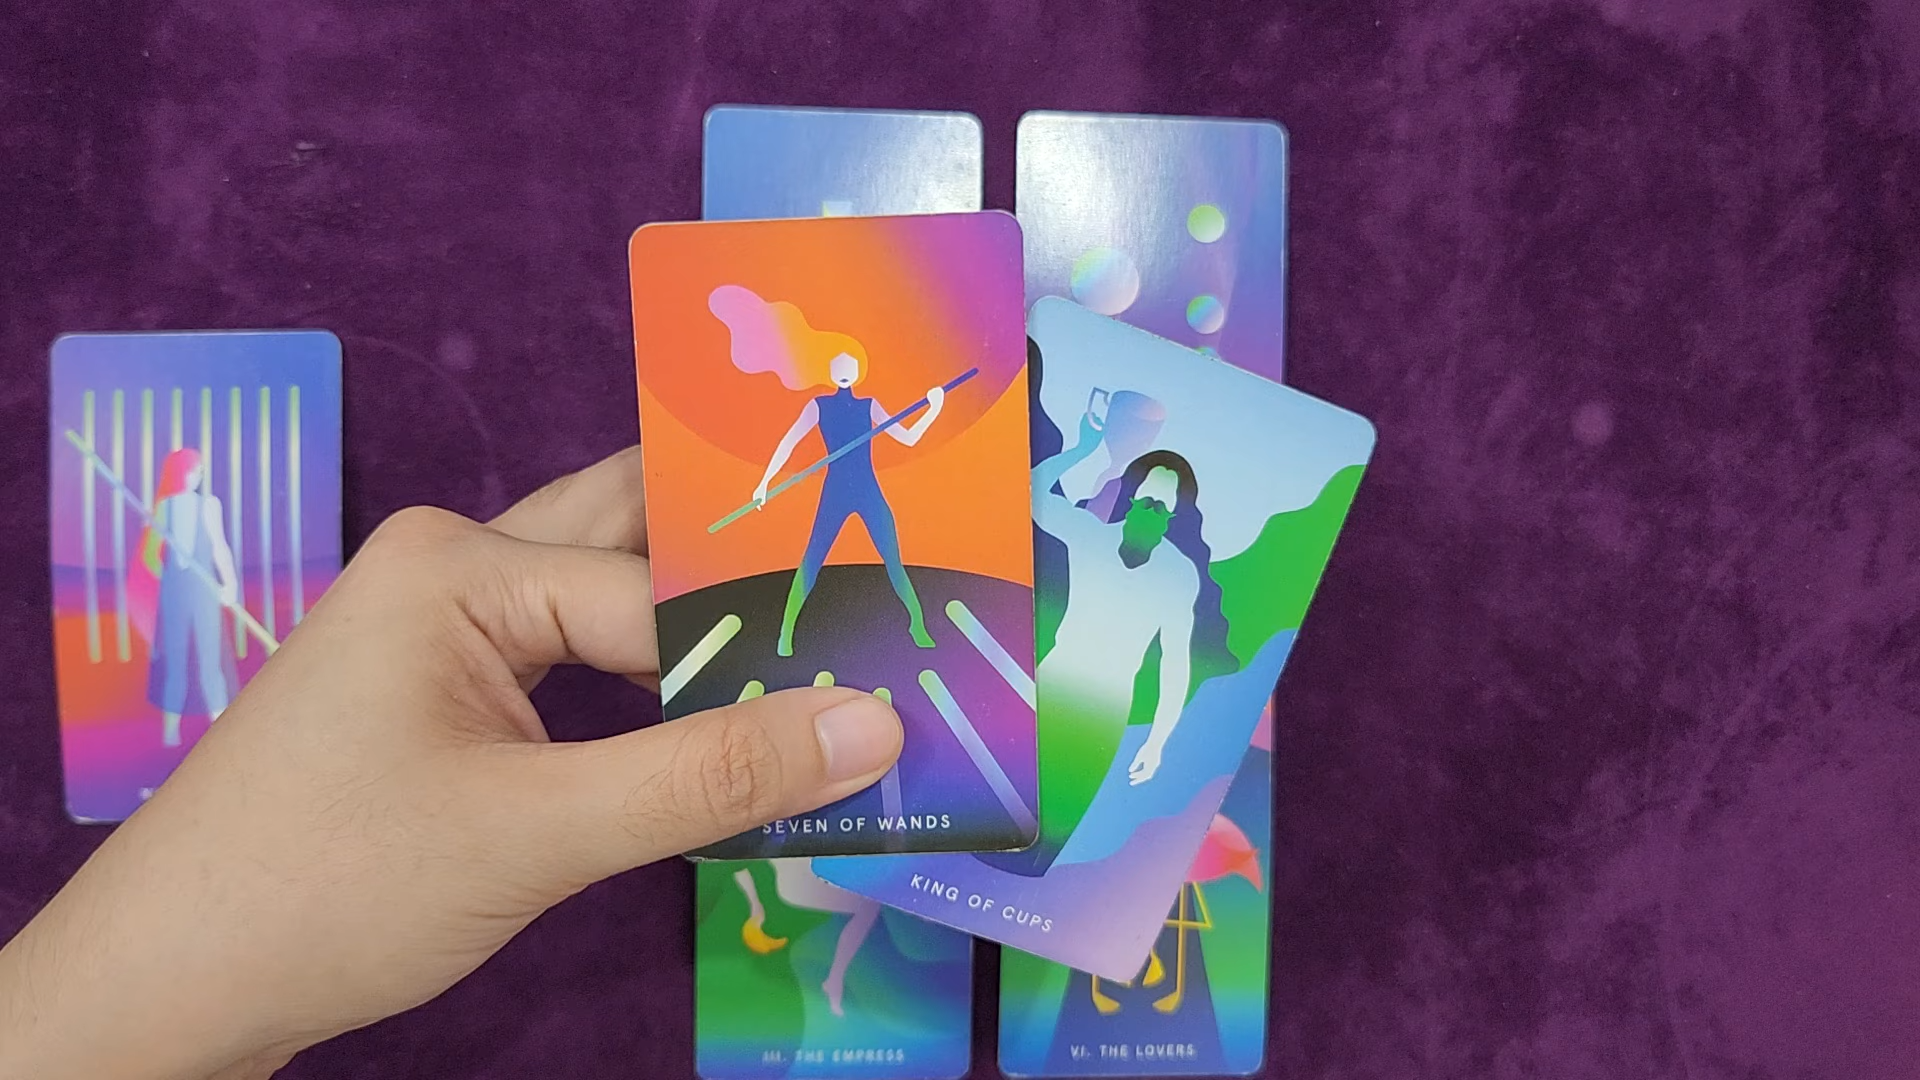 SEVEN OF WANDS
KING OF CUPS
III. THE EMPRESS
VI. THE LOVERS